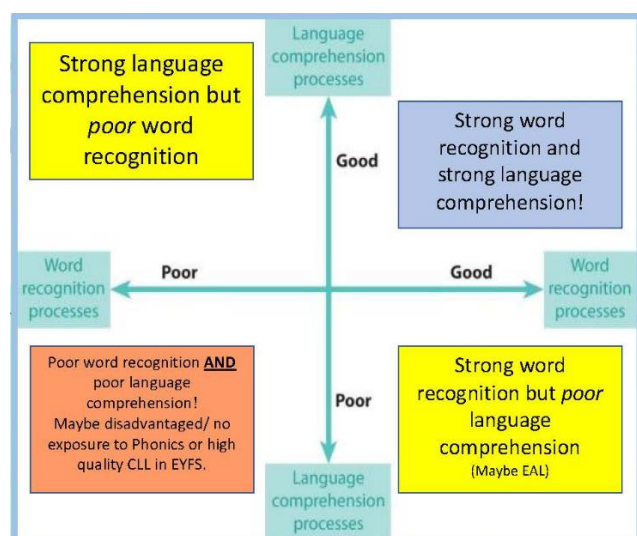 Language
comprehension
processes
Strong language
comprehension but
poor word
recognition
Good
Strong word
recognition and
strong language
comprehension!
Word
recognition
processes
Poor
Good
Word
recognition
processes
Poor word recognition AND
poor language
comprehension!
Maybe disadvantaged/ no
exposure to Phonics or high
quality CLL in EYFS.
Poor
Strong word
recognition but poor
language
comprehension
(Maybe EAL)
Language
comprehension
processes